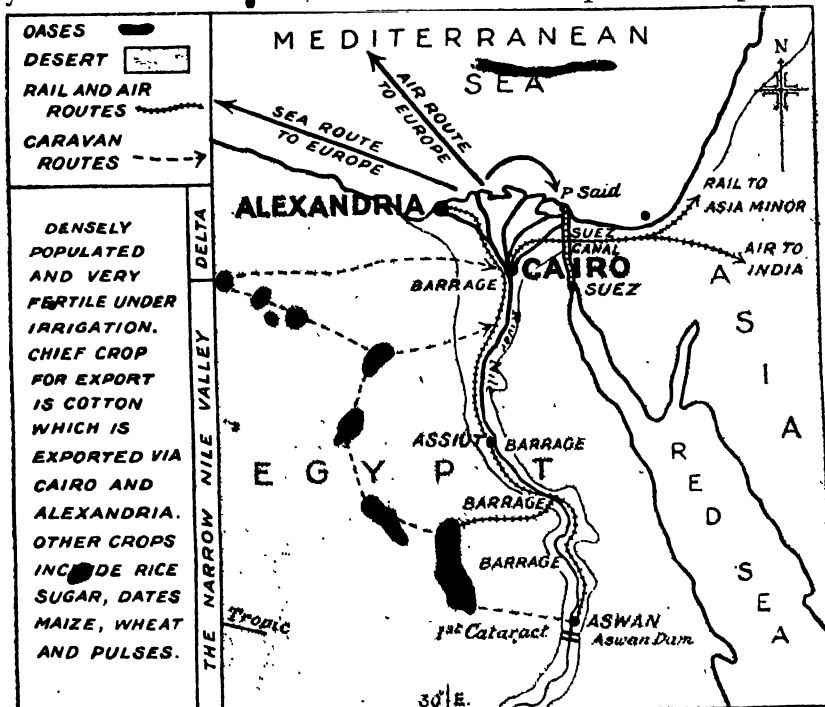 OASES
DESERT
RAIL AND AIR
ROUTES
CARAVAN
ROUTES
DENSELY
POPULATED
AND VERY
FERTILE UNDER
IRRIGATION.
CHIEF CROP
FOR EXPORT
IS COTTON
WHICH IS
EXPORTED VIA
CAIRO AND
ALEXANDRIA.
OTHER CROPS
INCLUDE RICE
SUGAR, DATES
MAIZE, WHEAT
AND PULSES.
DELTA
THE NARROW NILE VALLEY
MEDITERRANEAN
SEA
N
AIR ROUTE
TO EUROPE
SEA ROUTE
TO EUROPE
ALEXANDRIA
P. Said
RAIL TO
ASIA MINOR
SUEZ
CANAL
AIR TO
INDIA
CAIRO
BARRAGE
SUEZ
ASIA
River Nile
ASSIUT
BARRAGE
EGYPT
RED SEA
BARRAGE
BARRAGE
Tropic
1st Cataract
ASWAN
Aswan Dam
30° E.